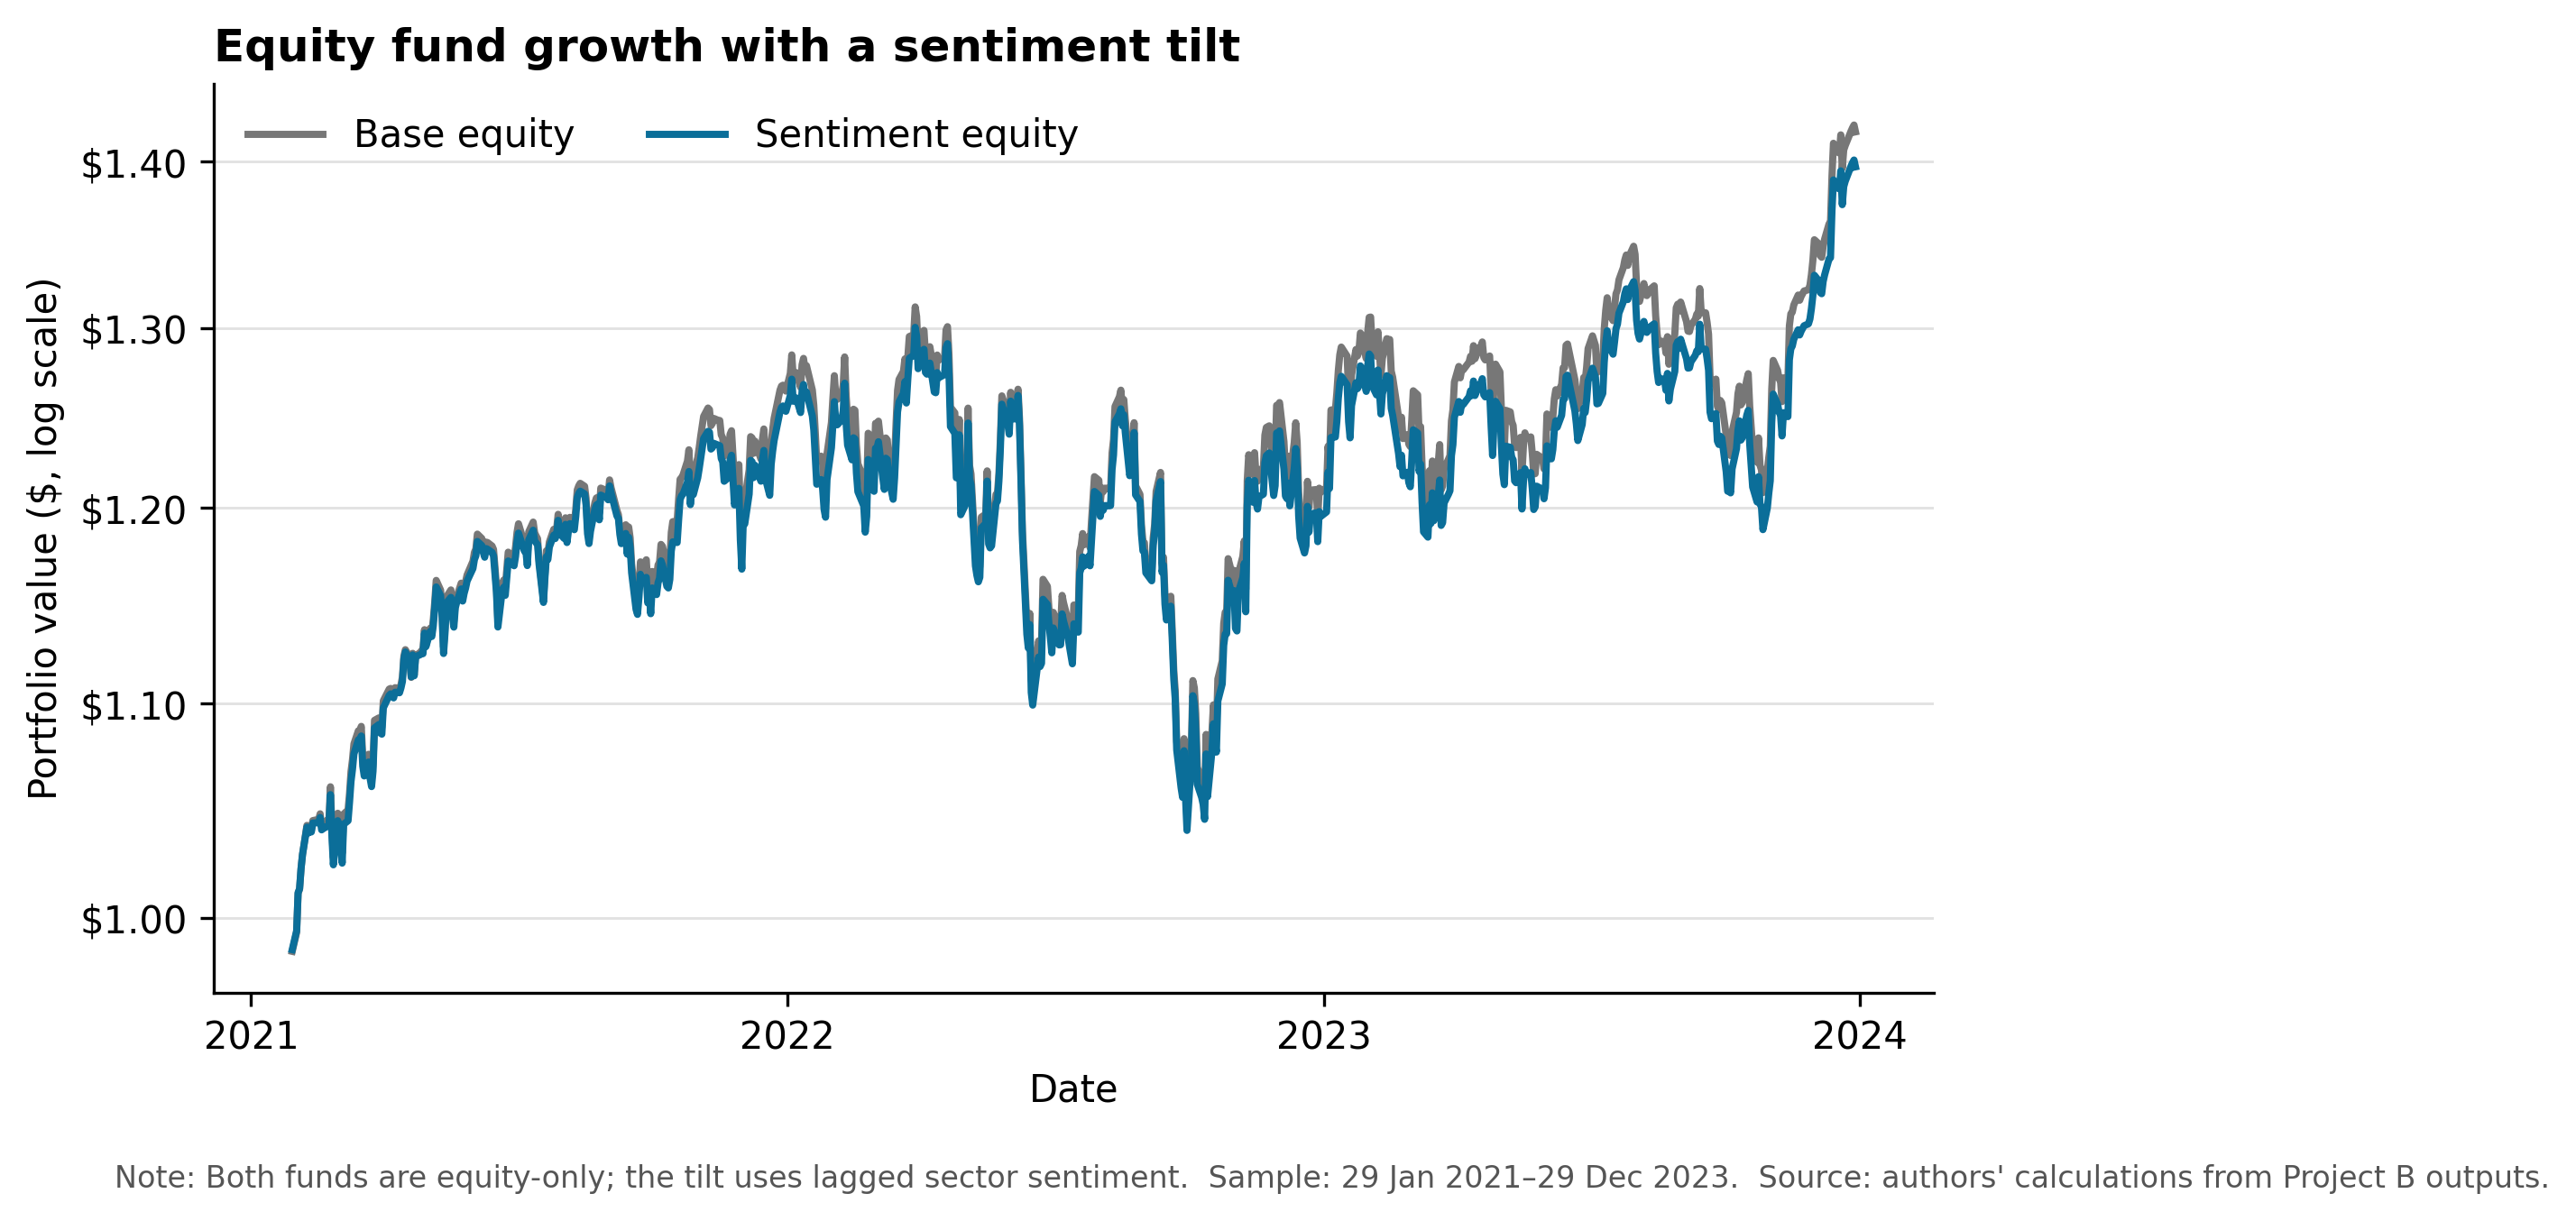 Equity fund growth with a sentiment tilt
Base equity
Sentiment equity
Portfolio value ($, log scale)
$1.40
$1.30
$1.20
$1.10
$1.00
2021
2022
2023
2024
Date
Note: Both funds are equity-only; the tilt uses lagged sector sentiment.  Sample: 29 Jan 2021–29 Dec 2023.  Source: authors' calculations from Project B outputs.